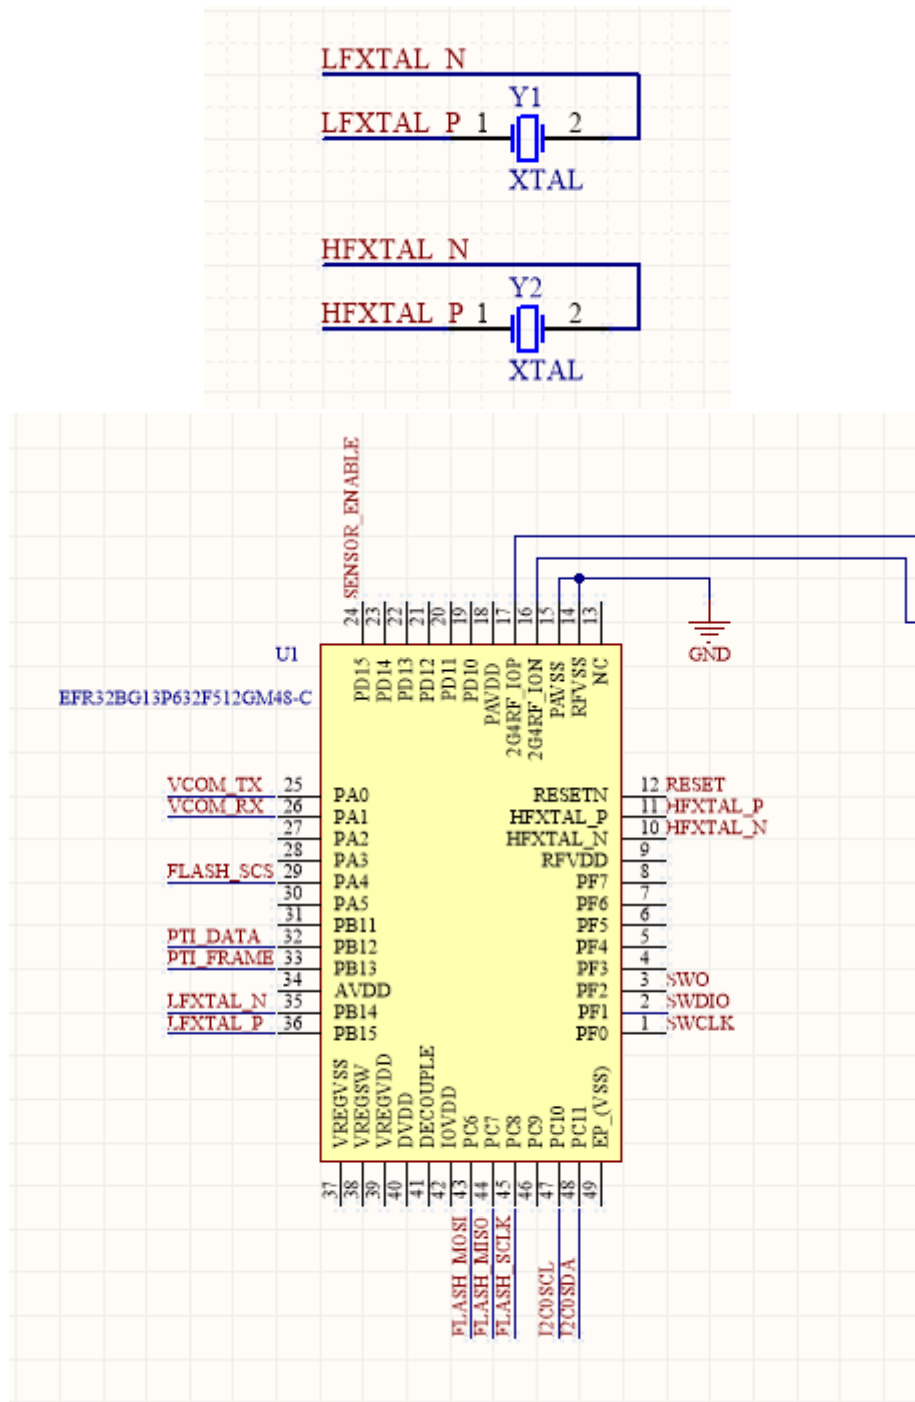 LFXTAL_N
Y1
LFXTAL_P 1 2
XTAL
HFXTAL_N
Y2
HFXTAL_P 1 2
XTAL
SENSOR_ENABLE
24 23 22 21 20 19 18 17 16 15 14 13
GND
U1
EFR32BG13P632F512GM48-C
PD15 PD14 PD13 PD12 PD11 PD10 PAVDD 2G4RF_IOP 2G4RF_ION PAVSS RFVSS NC
VCOM_TX 25 PA0 RESETN 12 RESET
VCOM_RX 26 PA1 HFXTAL_P 11 HFXTAL_P
27 PA2 HFXTAL_N 10 HFXTAL_N
28 PA3 RFVDD 9
FLASH_SCS 29 PA4 PF7 8
30 PA5 PF6 7
31 PB11 PF5 6
PTI_DATA 32 PB12 PF4 5
PTI_FRAME 33 PB13 PF3 4
34 AVDD PF2 3 SWO
LFXTAL_N 35 PB14 PF1 2 SWDIO
LFXTAL_P 36 PB15 PF0 1 SWCLK
VREGVSS VREGSW VREGVDD DVDD DECOUPLE IOVDD PC6 PC7 PC8 PC9 PC10 PC11 EP_(VSS)
37 38 39 40 41 42 43 44 45 46 47 48 49
FLASH_MOSI FLASH_MISO FLASH_SCLK I2C0SCL I2C0SDA